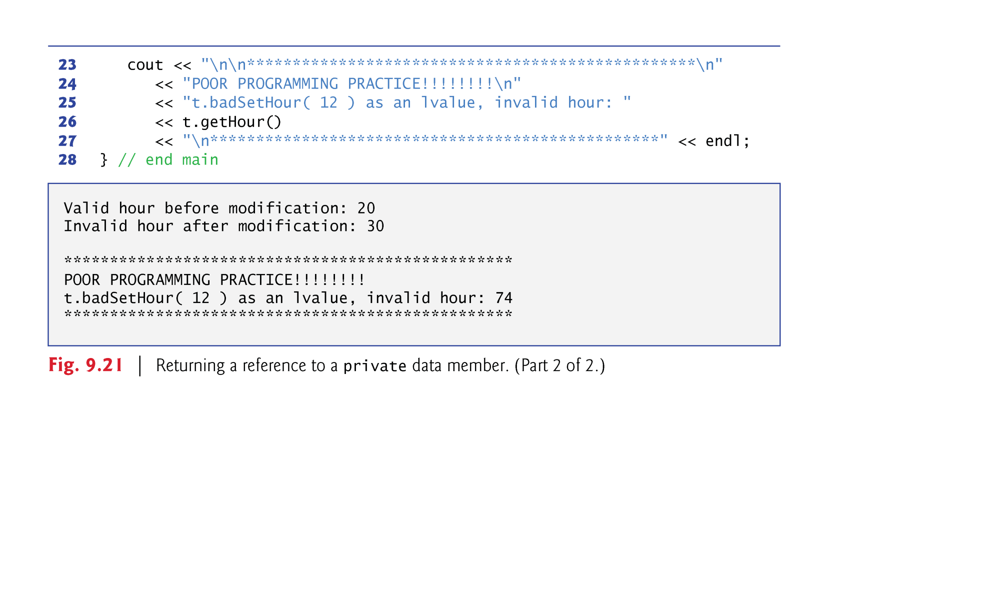 23 cout << "\n\n*************************************************\n"
24 << "POOR PROGRAMMING PRACTICE!!!!!!!!\n"
25 << "t.badSetHour( 12 ) as an lvalue, invalid hour: "
26 << t.getHour()
27 << "\n*************************************************" << endl;
28 } // end main
Valid hour before modification: 20
Invalid hour after modification: 30
*************************************************
POOR PROGRAMMING PRACTICE!!!!!!!!
t.badSetHour( 12 ) as an lvalue, invalid hour: 74
*************************************************
Fig. 9.21 | Returning a reference to a private data member. (Part 2 of 2.)